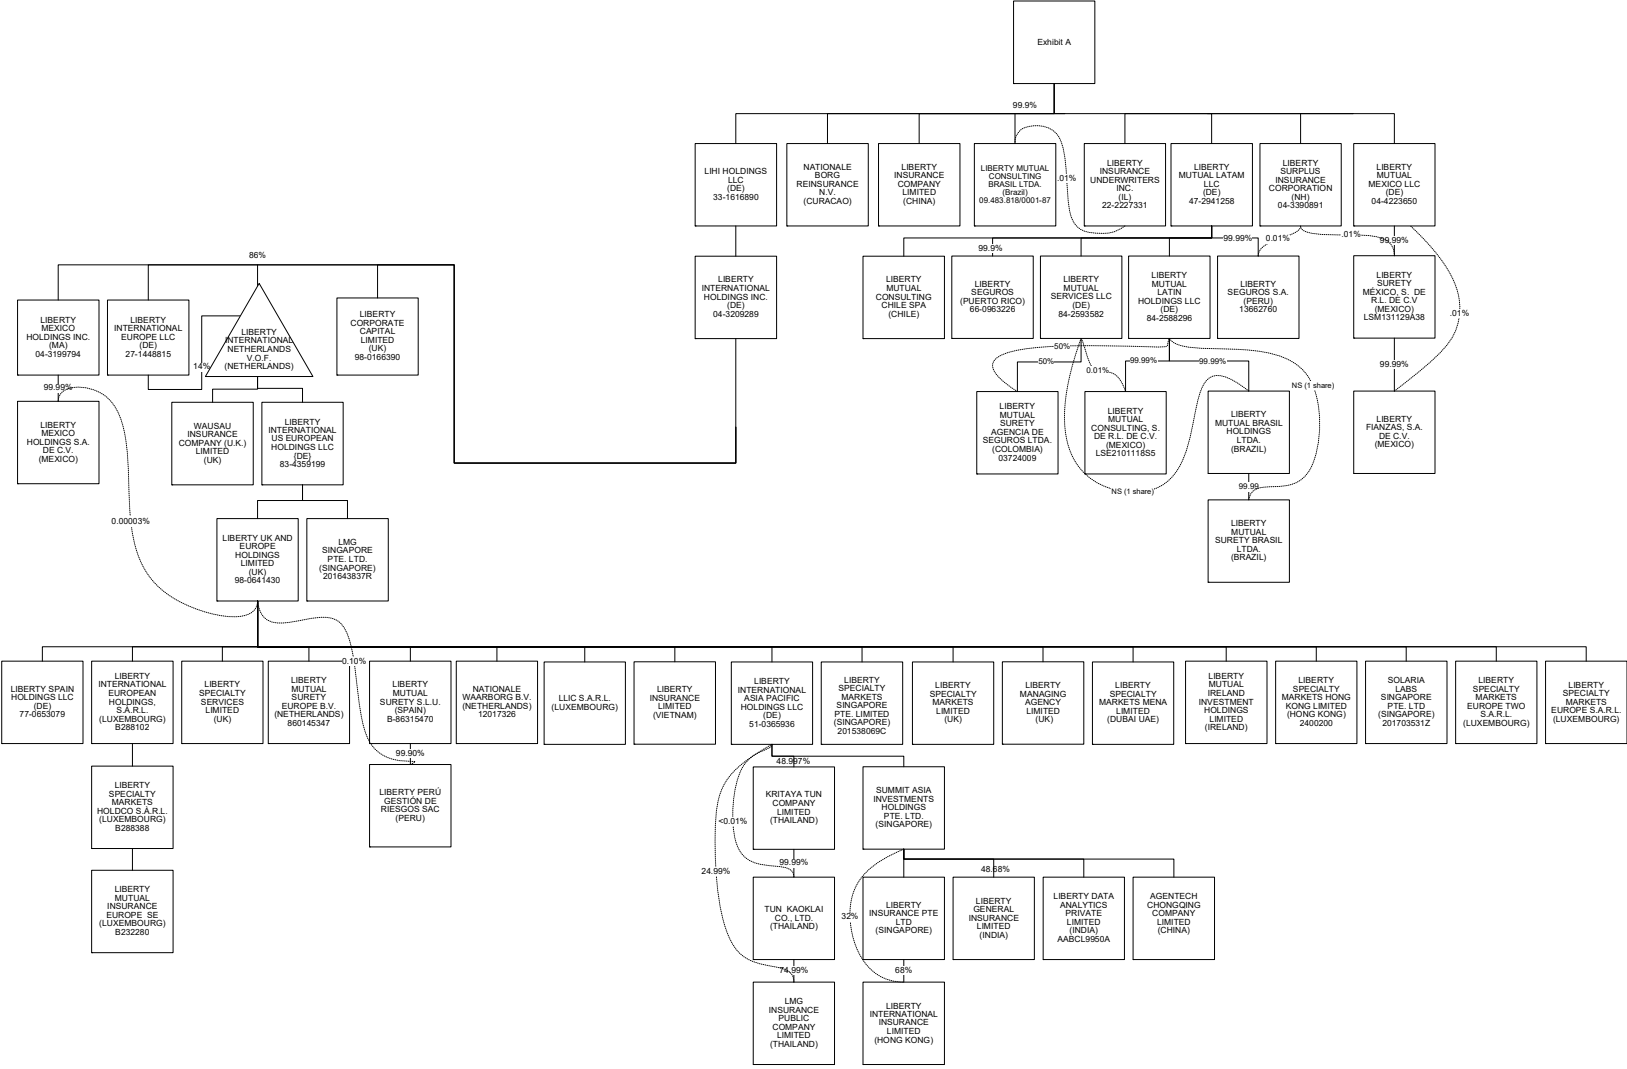 Exhibit A
99.9%
LIHI HOLDINGS
LLC
(DE)
33-1616890
NATIONALE
BORG
REINSURANCE
N.V.
(CURACAO)
LIBERTY
INSURANCE
COMPANY
LIMITED
(CHINA)
LIBERTY MUTUAL
CONSULTING
BRASIL LTDA.
(Brazil)
09.483.818/0001-87
.01%
LIBERTY
INSURANCE
UNDERWRITERS
INC.
(IL)
22-2227331
LIBERTY
MUTUAL LATAM
LLC
(DE)
47-2941258
LIBERTY
SURPLUS
INSURANCE
CORPORATION
(NH)
04-3390891
LIBERTY
MUTUAL
MEXICO LLC
(DE)
04-4223650
99.9%
99.99%
0.01%
.01%
99.99%
86%
LIBERTY
INTERNATIONAL
HOLDINGS INC.
(DE)
04-3209289
LIBERTY
MUTUAL
CONSULTING
CHILE SPA
(CHILE)
LIBERTY
SEGUROS
(PUERTO RICO)
66-0963226
LIBERTY
MUTUAL
SERVICES LLC
(DE)
84-2593582
LIBERTY
MUTUAL
LATIN
HOLDINGS LLC
(DE)
84-2588296
LIBERTY
SEGUROS S.A.
(PERU)
13662760
LIBERTY
SURETY
MÉXICO, S. DE
R.L. DE C.V
(MEXICO)
LSM131129A38
.01%
LIBERTY
MEXICO
HOLDINGS INC.
(MA)
04-3199794
LIBERTY
INTERNATIONAL
EUROPE LLC
(DE)
27-1448815
14%
LIBERTY
INTERNATIONAL
NETHERLANDS
V.O.F.
(NETHERLANDS)
LIBERTY
CORPORATE
CAPITAL
LIMITED
(UK)
98-0166390
50%
50%
0.01%
99.99%
99.99%
NS (1 share)
99.99%
99.99%
LIBERTY
MEXICO
HOLDINGS S.A.
DE C.V.
(MEXICO)
WAUSAU
INSURANCE
COMPANY (U.K.)
LIMITED
(UK)
LIBERTY
INTERNATIONAL
US EUROPEAN
HOLDINGS LLC
(DE)
83-4359199
LIBERTY
MUTUAL
SURETY
AGENCIA DE
SEGUROS LTDA.
(COLOMBIA)
03724009
LIBERTY
MUTUAL
CONSULTING, S.
DE R.L. DE C.V.
(MEXICO)
LSE2101118S5
LIBERTY
MUTUAL BRASIL
HOLDINGS
LTDA.
(BRAZIL)
LIBERTY
FIANZAS, S.A.
DE C.V.
(MEXICO)
NS (1 share)
99.99
LIBERTY
MUTUAL
SURETY BRASIL
LTDA.
(BRAZIL)
0.00003%
LIBERTY UK AND
EUROPE
HOLDINGS
LIMITED
(UK)
98-0641430
LMG
SINGAPORE
PTE. LTD.
(SINGAPORE)
201643837R
LIBERTY SPAIN
HOLDINGS LLC
(DE)
77-0653079
LIBERTY
INTERNATIONAL
EUROPEAN
HOLDINGS,
S.À.R.L.
(LUXEMBOURG)
B288102
LIBERTY
SPECIALTY
SERVICES
LIMITED
(UK)
LIBERTY
MUTUAL
SURETY
EUROPE B.V.
(NETHERLANDS)
860145347
0.10%
LIBERTY
MUTUAL
SURETY S.L.U.
(SPAIN)
B-86315470
NATIONALE
WAARBORG B.V.
(NETHERLANDS)
12017326
LLIC S.A.R.L.
(LUXEMBOURG)
LIBERTY
INSURANCE
LIMITED
(VIETNAM)
LIBERTY
INTERNATIONAL
ASIA PACIFIC
HOLDINGS LLC
(DE)
51-0365936
LIBERTY
SPECIALTY
MARKETS
SINGAPORE
PTE. LIMITED
(SINGAPORE)
201538069C
LIBERTY
SPECIALTY
MARKETS
LIMITED
(UK)
LIBERTY
MANAGING
AGENCY
LIMITED
(UK)
LIBERTY
SPECIALTY
MARKETS MENA
LIMITED
(DUBAI UAE)
LIBERTY
MUTUAL
IRELAND
INVESTMENT
HOLDINGS
LIMITED
(IRELAND)
LIBERTY
SPECIALTY
MARKETS HONG
KONG LIMITED
(HONG KONG)
2400200
SOLARIA
LABS
SINGAPORE
PTE. LTD
(SINGAPORE)
201703531Z
LIBERTY
SPECIALTY
MARKETS
EUROPE TWO
S.A.R.L.
(LUXEMBOURG)
LIBERTY
SPECIALTY
MARKETS
EUROPE S.A.R.L.
(LUXEMBOURG)
99.90%
48.997%
LIBERTY
SPECIALTY
MARKETS
HOLDCO S.À.R.L.
(LUXEMBOURG)
B288388
LIBERTY PERÚ
GESTIÓN DE
RIESGOS SAC
(PERU)
<0.01%
KRITAYA TUN
COMPANY
LIMITED
(THAILAND)
SUMMIT ASIA
INVESTMENTS
HOLDINGS
PTE. LTD.
(SINGAPORE)
24.99%
99.99%
48.68%
LIBERTY
MUTUAL
INSURANCE
EUROPE SE
(LUXEMBOURG)
B232280
TUN KAOKLAI
CO., LTD.
(THAILAND)
32%
LIBERTY
INSURANCE PTE
LTD
(SINGAPORE)
LIBERTY
GENERAL
INSURANCE
LIMITED
(INDIA)
LIBERTY DATA
ANALYTICS
PRIVATE
LIMITED
(INDIA)
AABCL9950A
AGENTECH
CHONGQING
COMPANY
LIMITED
(CHINA)
74.99%
68%
LMG
INSURANCE
PUBLIC
COMPANY
LIMITED
(THAILAND)
LIBERTY
INTERNATIONAL
INSURANCE
LIMITED
(HONG KONG)